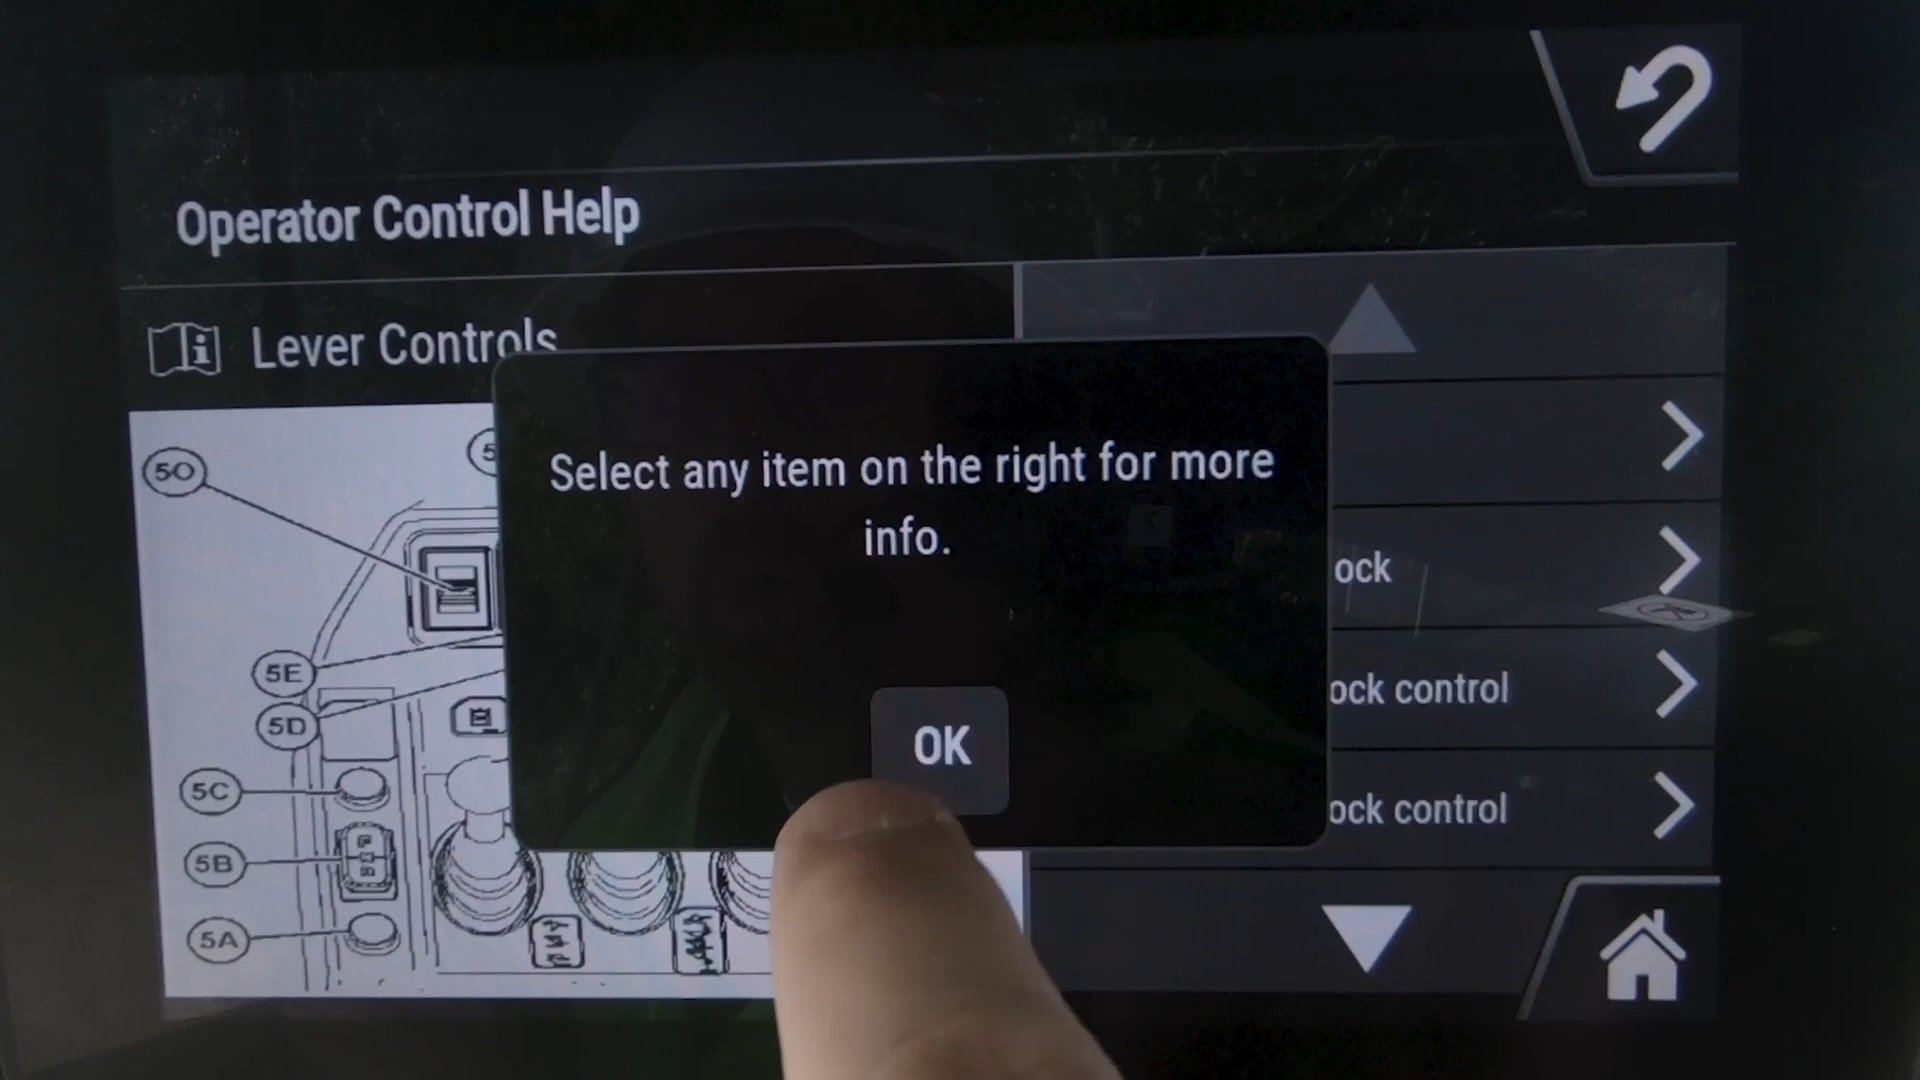 Operator Control Help
Lever Controls
Select any item on the right for more
info.
OK
ock
ock control
ock control
5O
5
5E
5D
5C
5B
5A
F
N
R